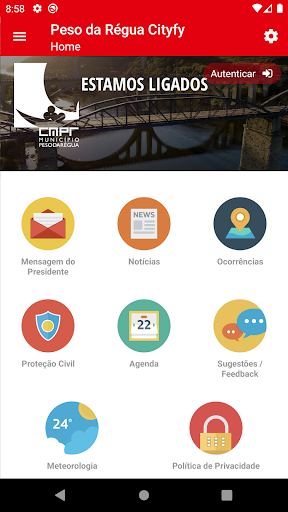 8:58
Peso da Régua Cityfy
Home
ESTAMOS LIGADOS
Autenticar
CMPR
MUNICÍPIO
PESO DA RÉGUA
NEWS
Mensagem do
Presidente
Notícias
Ocorrências
22
Proteção Civil
Agenda
Sugestões /
Feedback
24°
Meteorologia
Política de Privacidade